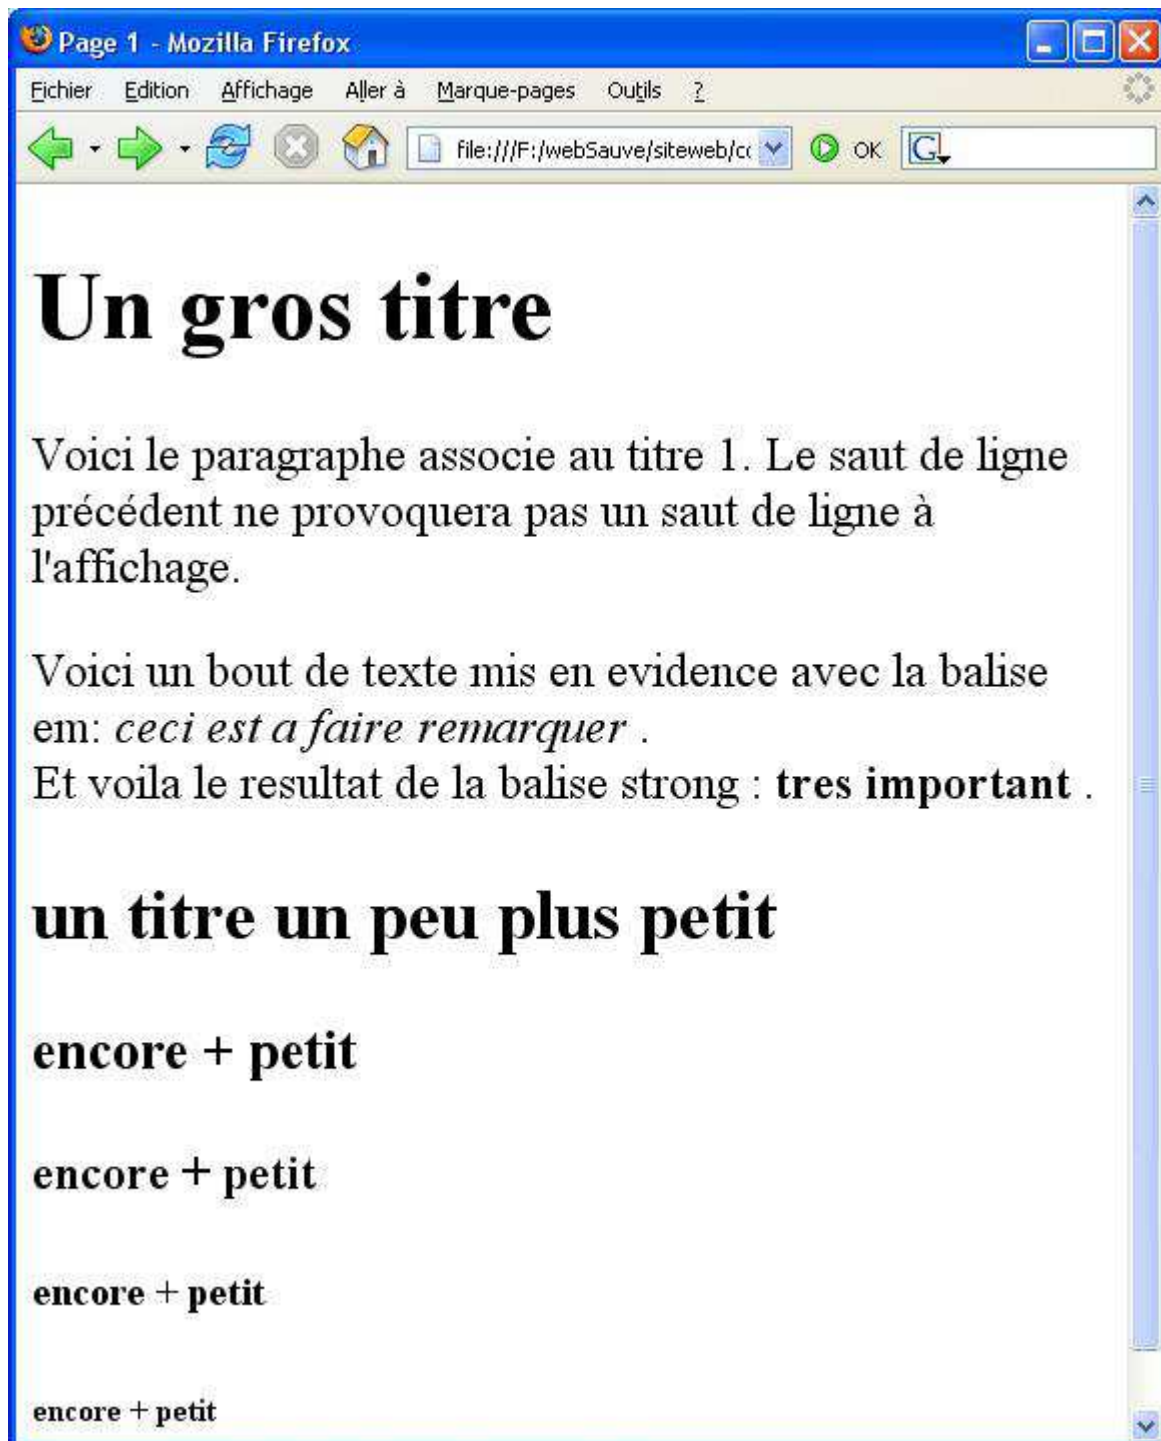 Page 1 - Mozilla Firefox
Fichier Edition Affichage Aller à Marque-pages Outils ?
file:///F:/webSauve/siteweb/co OK G
Un gros titre
Voici le paragraphe associe au titre 1. Le saut de ligne
précédent ne provoquera pas un saut de ligne à
l'affichage.
Voici un bout de texte mis en evidence avec la balise
em: ceci est a faire remarquer .
Et voila le resultat de la balise strong : tres important .
un titre un peu plus petit
encore + petit
encore + petit
encore + petit
encore + petit